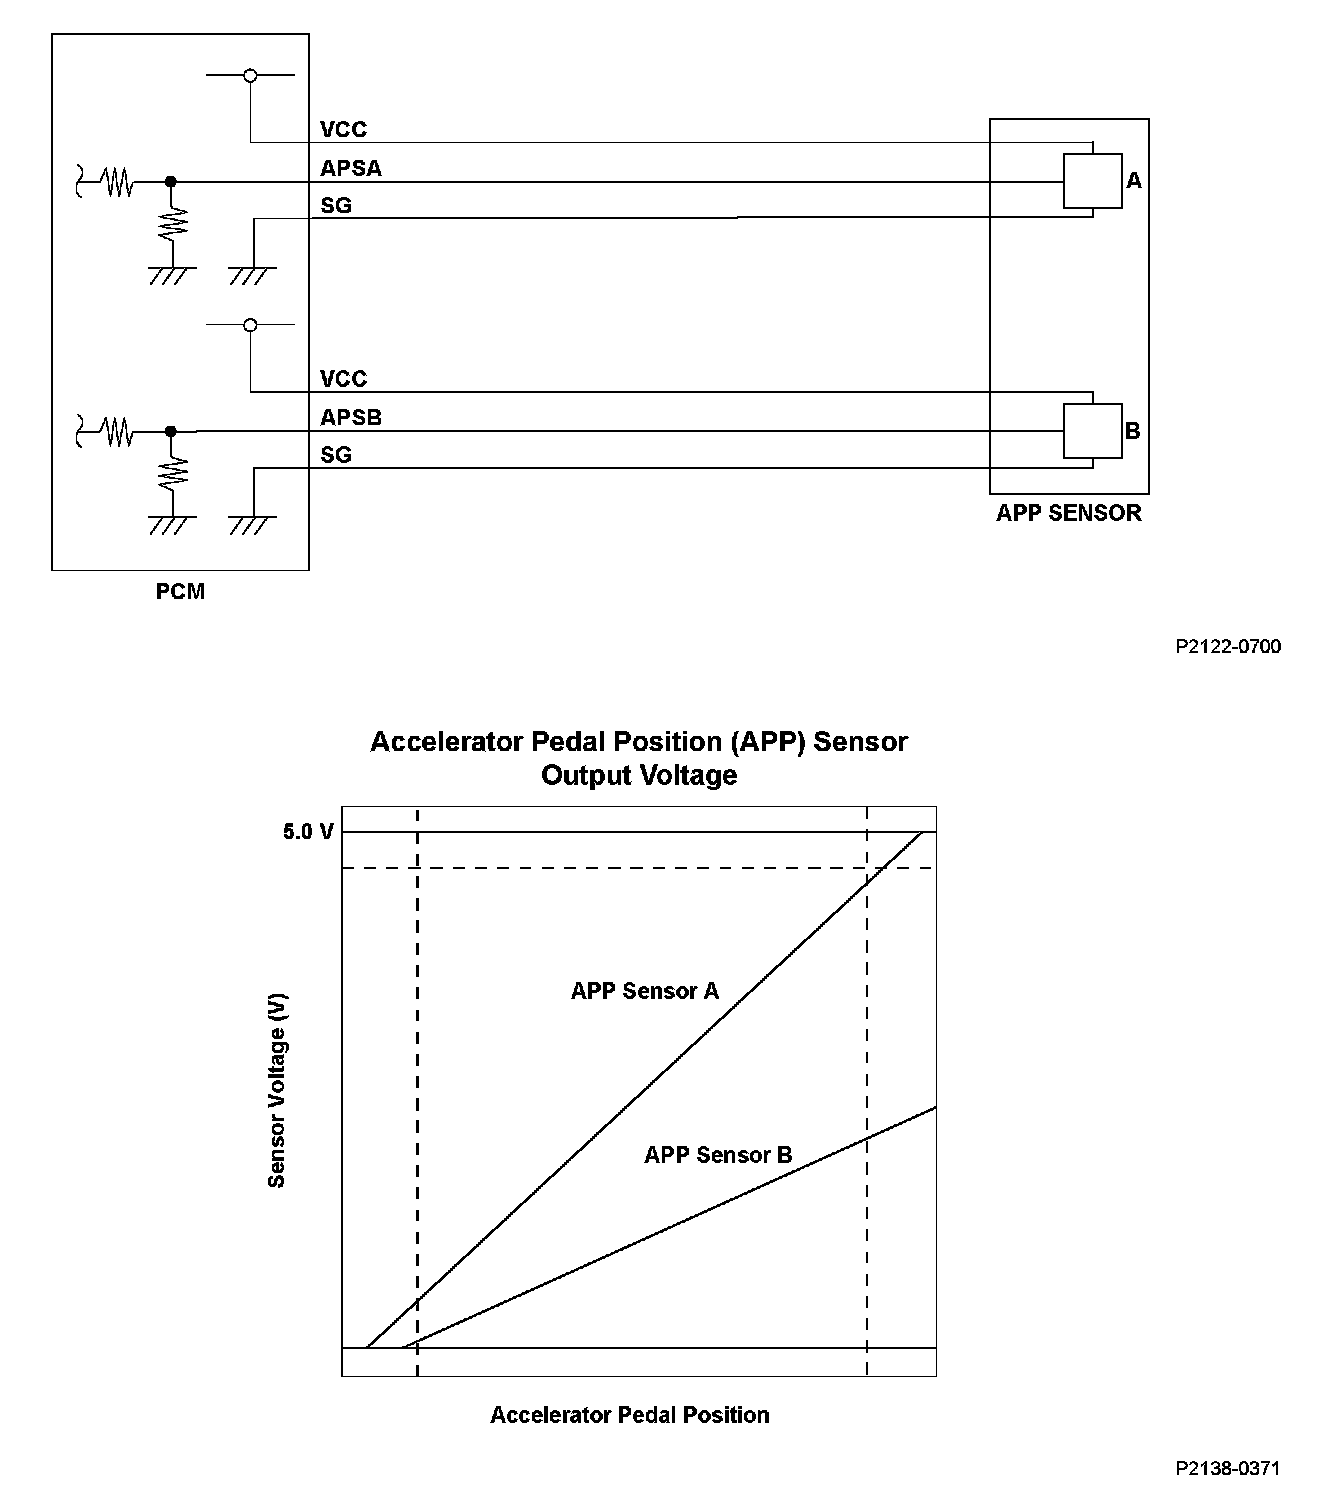 VCC
APSA
A
SG
VCC
APSB
B
SG
APP SENSOR
PCM
P2122-0700
Accelerator Pedal Position (APP) Sensor
Output Voltage
5.0 V
APP Sensor A
Sensor Voltage (V)
APP Sensor B
Accelerator Pedal Position
P2138-0371